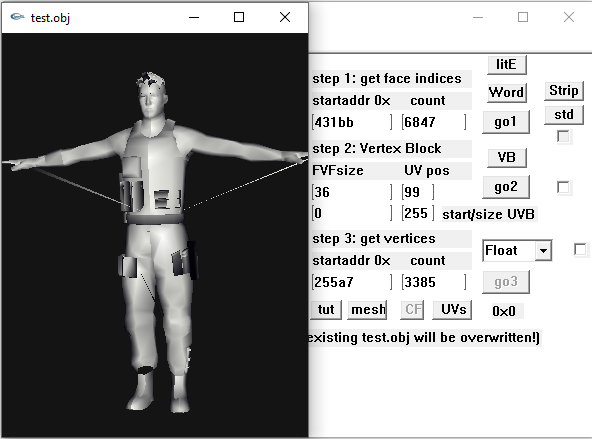 test.obj
litE
step 1: get face indices
Word
Strip
startaddr 0x count
431bb 6847 go1
std
step 2: Vertex Block
VB
FVFsize UV pos
36 99 go2
0 255 start/size UVB
step 3: get vertices
Float
startaddr 0x count
255a7 3385 go3
tut mesh CF UVs 0x0
existing test.obj will be overwritten!)